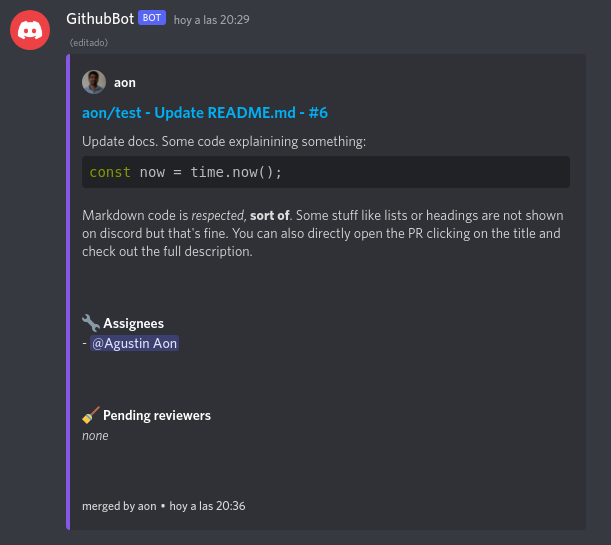 GithubBot BOT hoy a las 20:29
(editado)
aon
aon/test - Update README.md - #6
Update docs. Some code explainining something:
const now = time.now();
Markdown code is respected, sort of. Some stuff like lists or headings are not shown
on discord but that's fine. You can also directly open the PR clicking on the title and
check out the full description.
Assignees
- @Agustin Aon
Pending reviewers
none
merged by aon • hoy a las 20:36